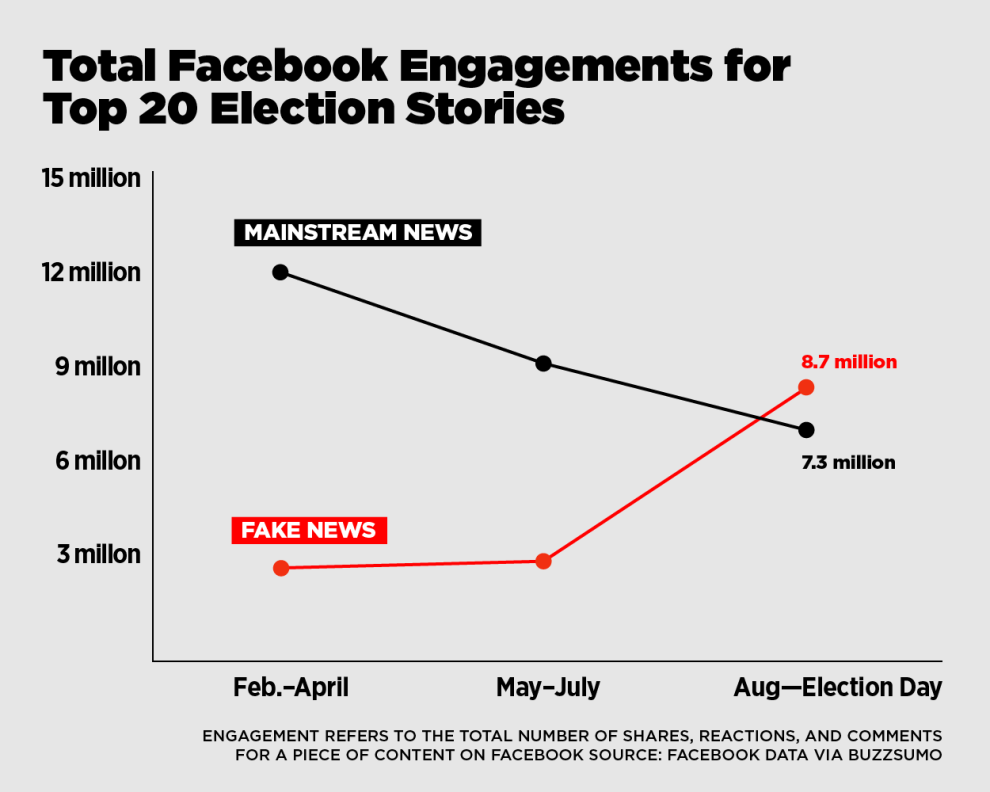 Total Facebook Engagements for
Top 20 Election Stories
15 million
MAINSTREAM NEWS
12 million
8.7 million
9 millon
6 millon
7.3 million
FAKE NEWS
3 millon
Feb.–April
May–July
Aug—Election Day
ENGAGEMENT REFERS TO THE TOTAL NUMBER OF SHARES, REACTIONS, AND COMMENTS
FOR A PIECE OF CONTENT ON FACEBOOK SOURCE: FACEBOOK DATA VIA BUZZSUMO